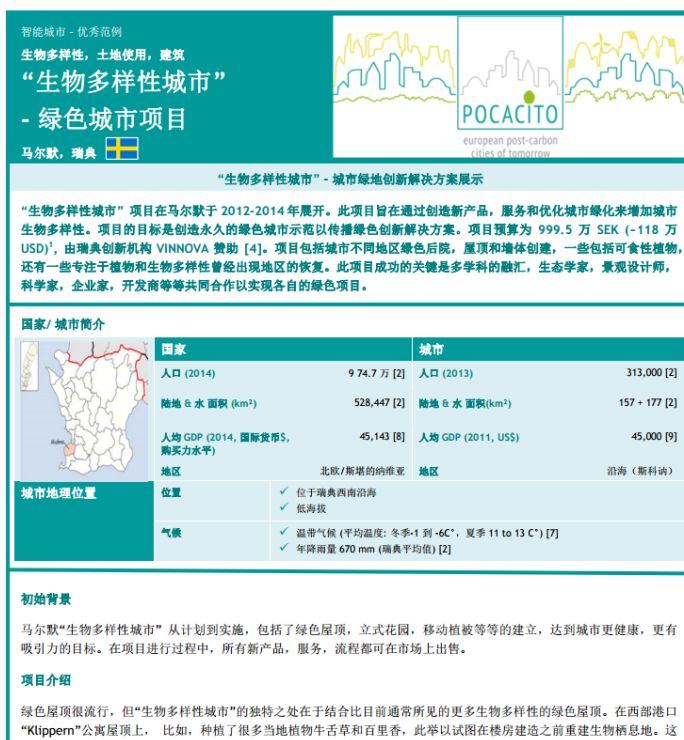 智能城市 - 优秀范例
生物多样性，土地使用，建筑
“生物多样性城市”
- 绿色城市项目
马尔默，瑞典
POCACITO
european post-carbon
cities of tomorrow
“生物多样性城市” - 城市绿地创新解决方案展示
“生物多样性城市” 项目在马尔默于 2012-2014 年展开。此项目旨在通过创造新产品，服务和优化城市绿化来增加城市
生物多样性。项目的目标是创造永久的绿色城市示范以传播绿色创新解决方案。项目预算为 999.5 万 SEK (~118 万
USD)¹, 由瑞典创新机构 VINNOVA 赞助 [4]。项目包括城市不同地区绿色后院，屋顶和墙体创建，一些包括可食性植物，
还有一些专注于植物和生物多样性曾经出现地区的恢复。此项目成功的关键是多学科的融汇，生态学家，景观设计师，
科学家，企业家，开发商等等共同合作以实现各自的绿色项目。
国家/ 城市简介
国家 城市
人口 (2014) 9 74.7 万 [2] 人口 (2013) 313,000 [2]
陆地 & 水 面积 (km²) 528,447 [2] 陆地 & 水 面积(km²) 157 + 177 [2]
人均 GDP (2014, 国际货币$, 45,143 [8] 人均 GDP (2011, US$) 45,000 [9]
购买力水平)
地区 北欧/斯堪的纳维亚 地区 沿海（斯科讷）
城市地理位置 位置 ✓ 位于瑞典西南沿海
✓ 低海拔
气候 ✓ 温带气候 (平均温度: 冬季-1 到 -6C°, 夏季 11 to 13 C°) [7]
✓ 年降雨量 670 mm (瑞典平均值) [2]
初始背景
马尔默“生物多样性城市” 从计划到实施，包括了绿色屋顶，立式花园，移动植被等等的建立，达到城市更健康，更有
吸引力的目标。在项目进行过程中，所有新产品，服务，流程都可在市场上出售。
项目介绍
绿色屋顶很流行，但“生物多样性城市”的独特之处在于结合比目前通常所见的更多生物多样性的绿色屋顶。在西部港口
“Klippern”公寓屋顶上， 比如，种植了很多当地植物牛舌草和百里香，此举以试图在楼房建造之前重建生物栖息地。这